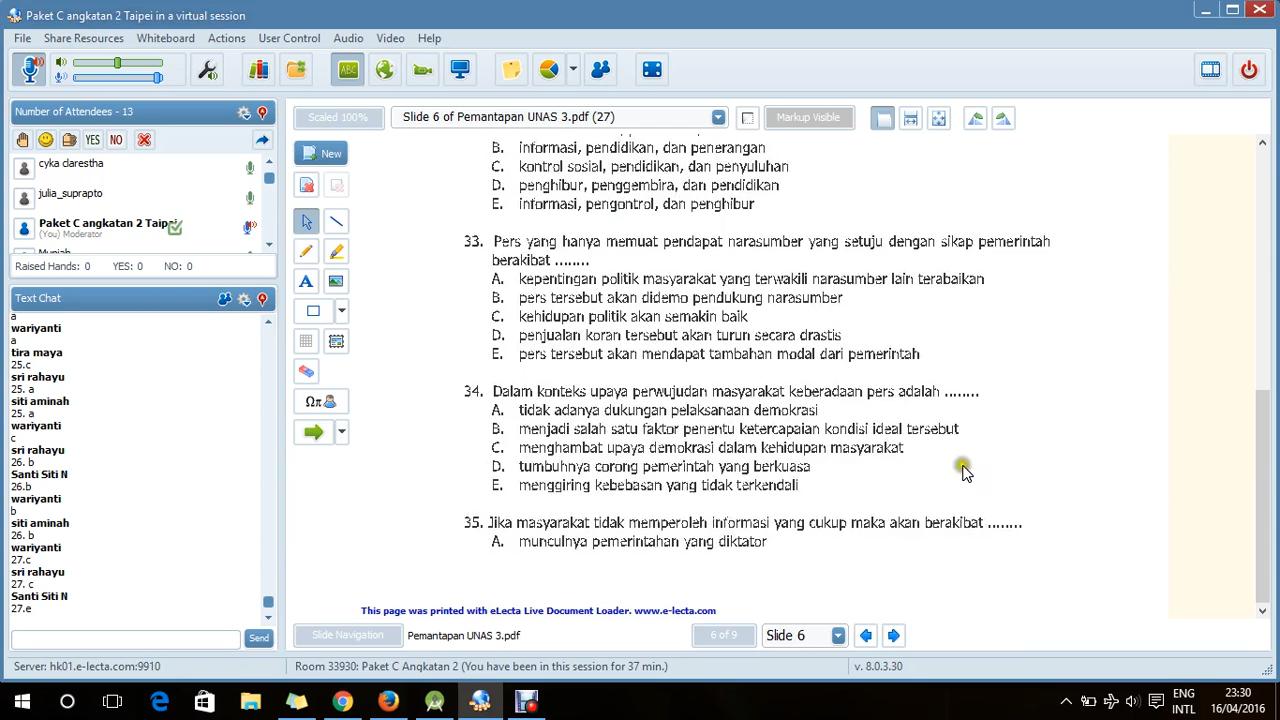 Paket C angkatan 2 Taipei in a virtual session
File Share Resources Whiteboard Actions User Control Audio Video Help
ABC
Number of Attendees - 13
YES NO
cyka clarestha
julia_suprapto
Paket C angkatan 2 Taipei
(You) Moderator
Raised Hands: 0 YES: 0 NO: 0
Text Chat
a
wariyanti
a
tira maya
25.c
sri rahayu
25. a
siti aminah
25. a
wariyanti
c
sri rahayu
26. b
Santi Siti N
26.b
wariyanti
b
siti aminah
26. b
wariyanti
27.c
sri rahayu
27. c
Santi Siti N
27.e
Send
Scaled 100%
Slide 6 of Pemantapan UNAS 3.pdf (27)
Markup Visible
New
A
Ωπ
B. informasi, pendidikan, dan penerangan
C. kontrol sosial, pendidikan, dan penyuluhan
D. penghibur, penggembira, dan pendidikan
E. informasi, pengontrol, dan penghibur
33. Pers yang hanya memuat pendapat narasumber yang setuju dengan sikap pemerintah
berakibat ........
A. kepentingan politik masyarakat yang terwakili narasumber lain terabaikan
B. pers tersebut akan didemo pendukung narasumber
C. kehidupan politik akan semakin baik
D. penjualan koran tersebut akan turun secara drastis
E. pers tersebut akan mendapat tambahan modal dari pemerintah
34. Dalam konteks upaya perwujudan masyarakat keberadaan pers adalah ........
A. tidak adanya dukungan pelaksanaan demokrasi
B. menjadi salah satu faktor penentu ketercapaian kondisi ideal tersebut
C. menghambat upaya demokrasi dalam kehidupan masyarakat
D. tumbuhnya corong pemerintah yang berkuasa
E. menggiring kebebasan yang tidak terkendali
35. Jika masyarakat tidak memperoleh informasi yang cukup maka akan berakibat ........
A. munculnya pemerintahan yang diktator
This page was printed with eLecta Live Document Loader. www.e-lecta.com
Slide Navigation Pemantapan UNAS 3.pdf 6 of 9 Slide 6
Server: hk01.e-lecta.com:9910 Room 33930: Paket C Angkatan 2 (You have been in this session for 37 min.) v. 8.0.3.30
ENG
INTL
23:30
16/04/2016